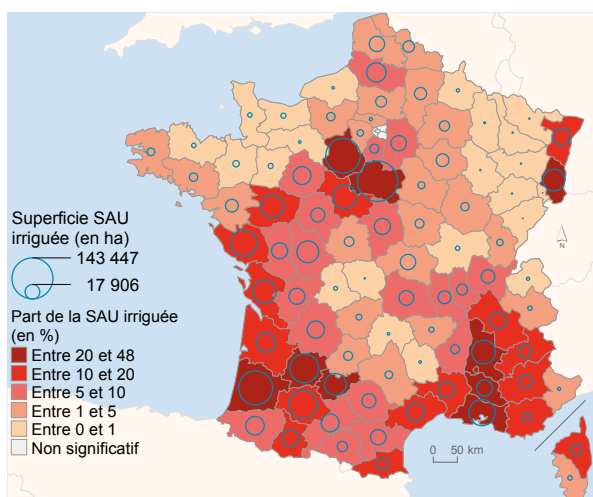 Superficie SAU
irriguée (en ha)
143 447
17 906
Part de la SAU irriguée
(en %)
Entre 20 et 48
Entre 10 et 20
Entre 5 et 10
Entre 1 et 5
Entre 0 et 1
Non significatif
N
0 50 km